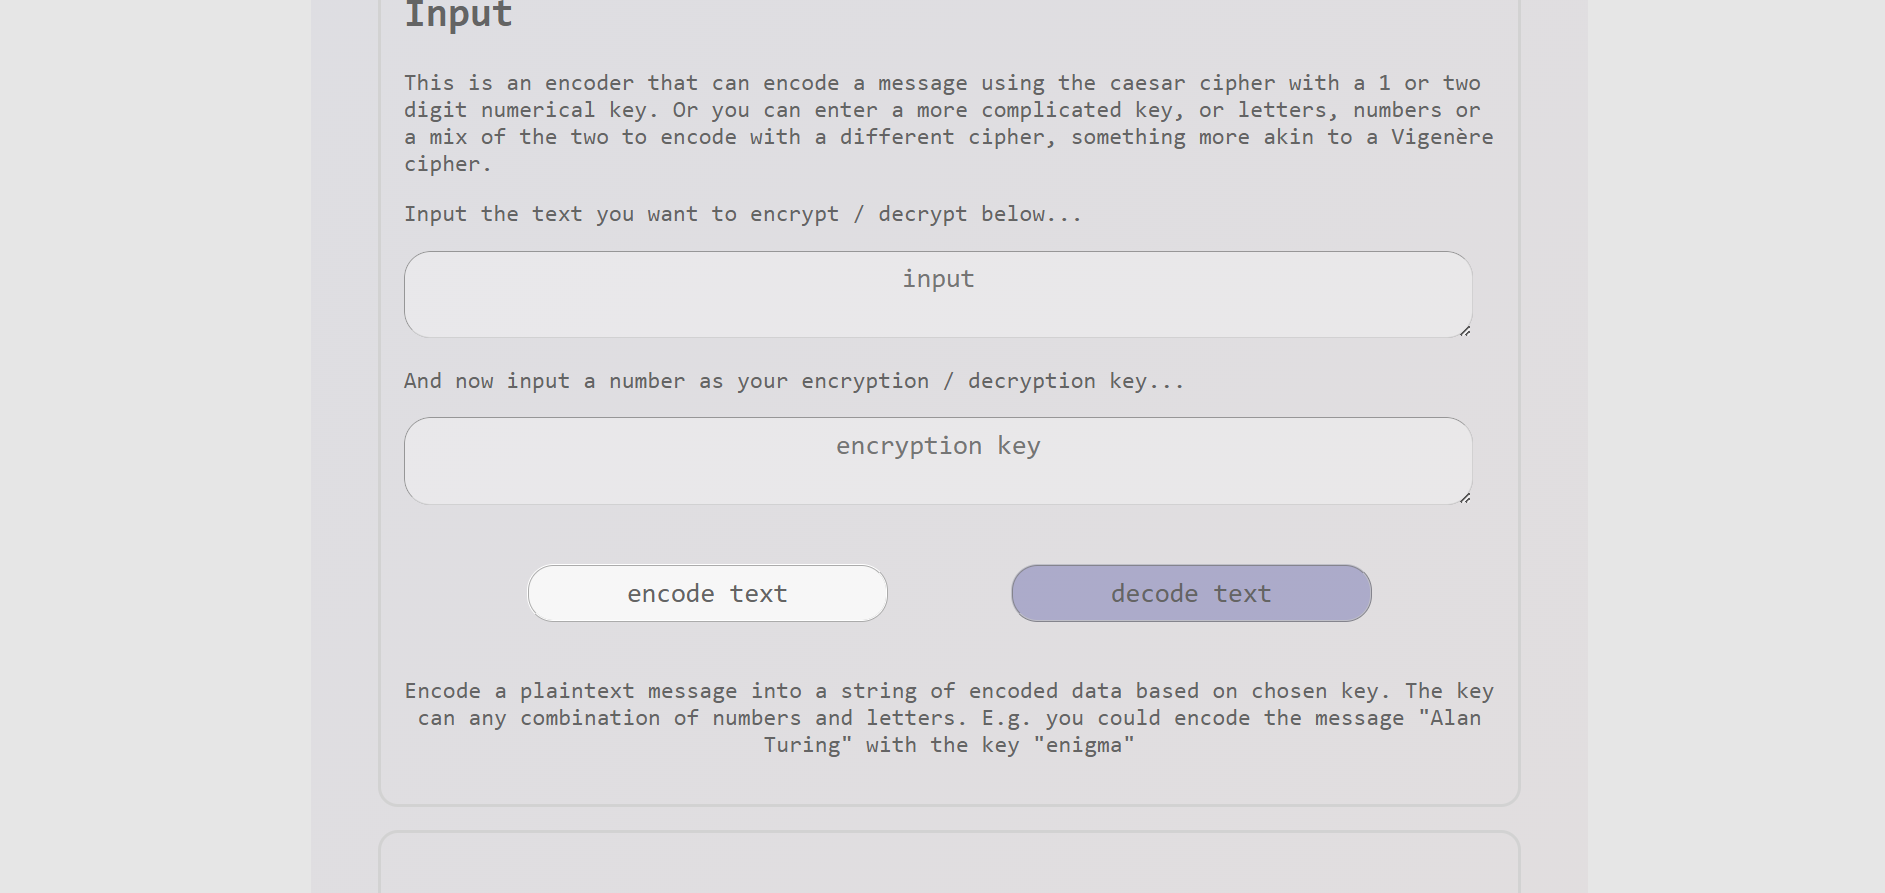 Input
This is an encoder that can encode a message using the caesar cipher with a 1 or two
digit numerical key. Or you can enter a more complicated key, or letters, numbers or
a mix of the two to encode with a different cipher, something more akin to a Vigenère
cipher.
Input the text you want to encrypt / decrypt below...
input
And now input a number as your encryption / decryption key...
encryption key
encode text
decode text
Encode a plaintext message into a string of encoded data based on chosen key. The key
can any combination of numbers and letters. E.g. you could encode the message "Alan
Turing" with the key "enigma"